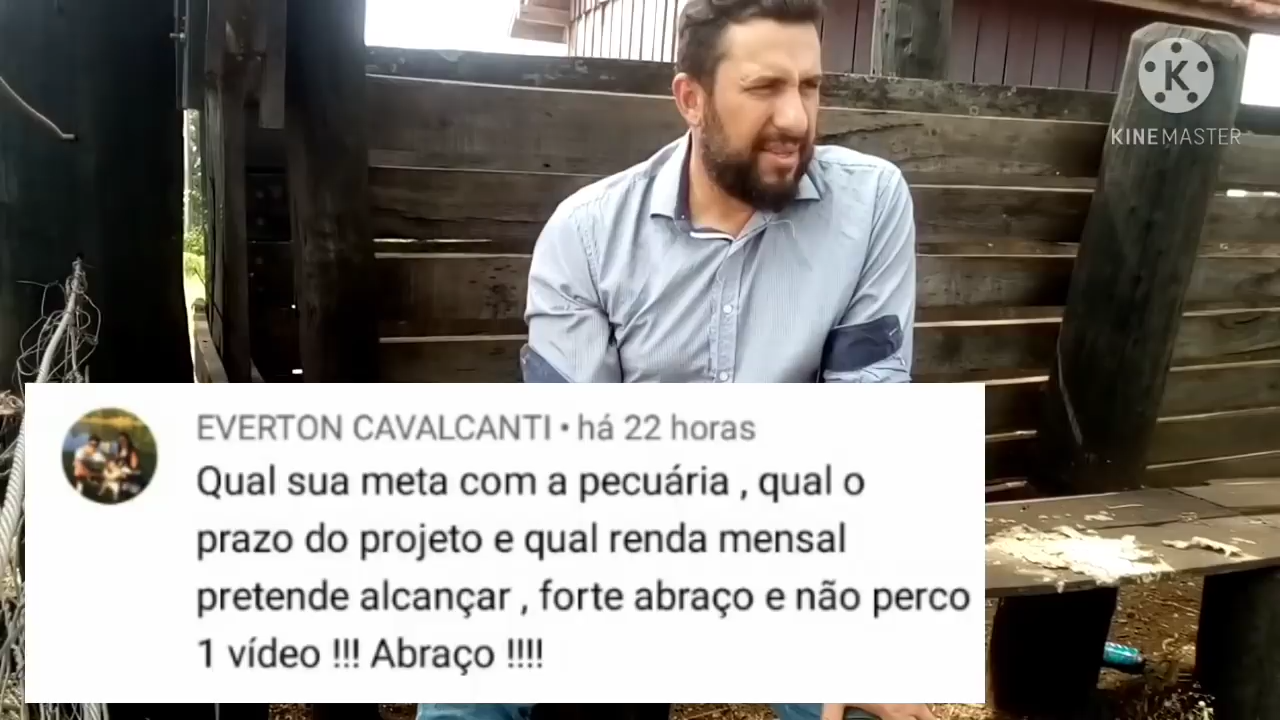 K
KINEMASTER
EVERTON CAVALCANTI • há 22 horas
Qual sua meta com a pecuária , qual o
prazo do projeto e qual renda mensal
pretende alcançar , forte abraço e não perco
1 vídeo !!! Abraço !!!!